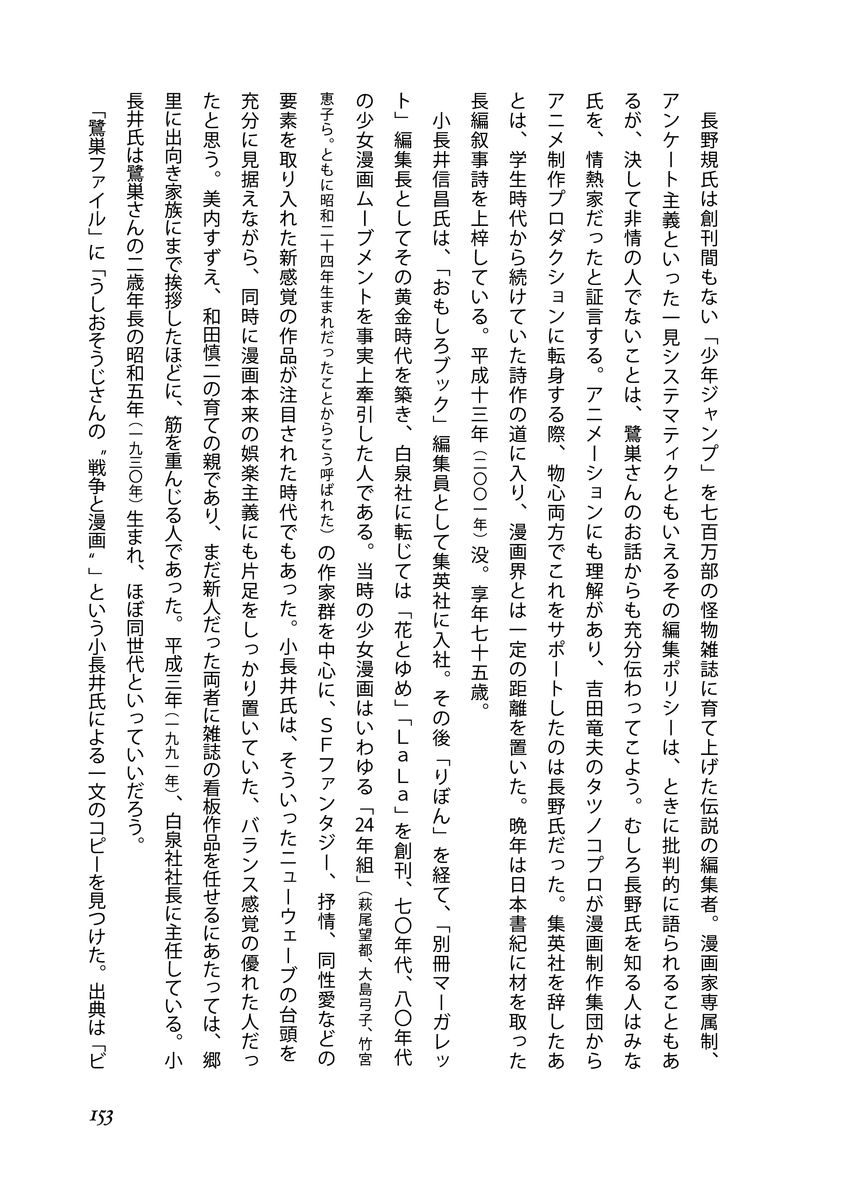 長野規氏は創刊間もない「少年ジャンプ」を七百万部の怪物雑誌に育て上げた伝説の編集者。漫画家専属制、
アンケート主義といった一見システマティクともいえるその編集ポリシーは、ときに批判的に語られることもあ
るが、決して非情の人でないことは、鷺巣さんのお話からも充分伝わってこよう。むしろ長野氏を知る人はみな
氏を、情熱家だったと証言する。アニメーションにも理解があり、吉田竜夫のタツノコプロが漫画制作集団から
アニメ制作プロダクションに転身する際、物心両方でこれをサポートしたのは長野氏だった。集英社を辞したあ
とは、学生時代から続けていた詩作の道に入り、漫画界とは一定の距離を置いた。晩年は日本書紀に材を取った
長編叙事詩を上梓している。平成十三年(二〇〇一年)没。享年七十五歳。
小長井信昌氏は、「おもしろブック」編集員として集英社に入社。その後「りぼん」を経て、「別冊マーガレッ
ト」編集長としてその黄金時代を築き、白泉社に転じては「花とゆめ」「LaLa」を創刊、七〇年代、八〇年代
の少女漫画ムーブメントを事実上牽引した人である。当時の少女漫画はいわゆる「24年組」(萩尾望都、大島弓子、竹宮
恵子ら。ともに昭和二十四年生まれだったことからこう呼ばれた)の作家群を中心に、SFファンタジー、抒情、同性愛などの
要素を取り入れた新感覚の作品が注目された時代でもあった。小長井氏は、そういったニューウェーブの台頭を
充分に見据えながら、同時に漫画本来の娯楽主義にも片足をしっかり置いていた、バランス感覚の優れた人だっ
たと思う。美内すずえ、和田慎二の育ての親であり、まだ新人だった両者に雑誌の看板作品を任せるにあたっては、郷
里に出向き家族にまで挨拶したほどに、筋を重んじる人であった。平成三年(一九九一年)、白泉社社長に主任している。小
長井氏は鷺巣さんの二歳年長の昭和五年(一九三〇年)生まれ、ほぼ同世代といっていいだろう。
「鷺巣ファイル」に「うしおそうじさんの〝戦争と漫画〟」という小長井氏による一文のコピーを見つけた。出典は「ビ
153